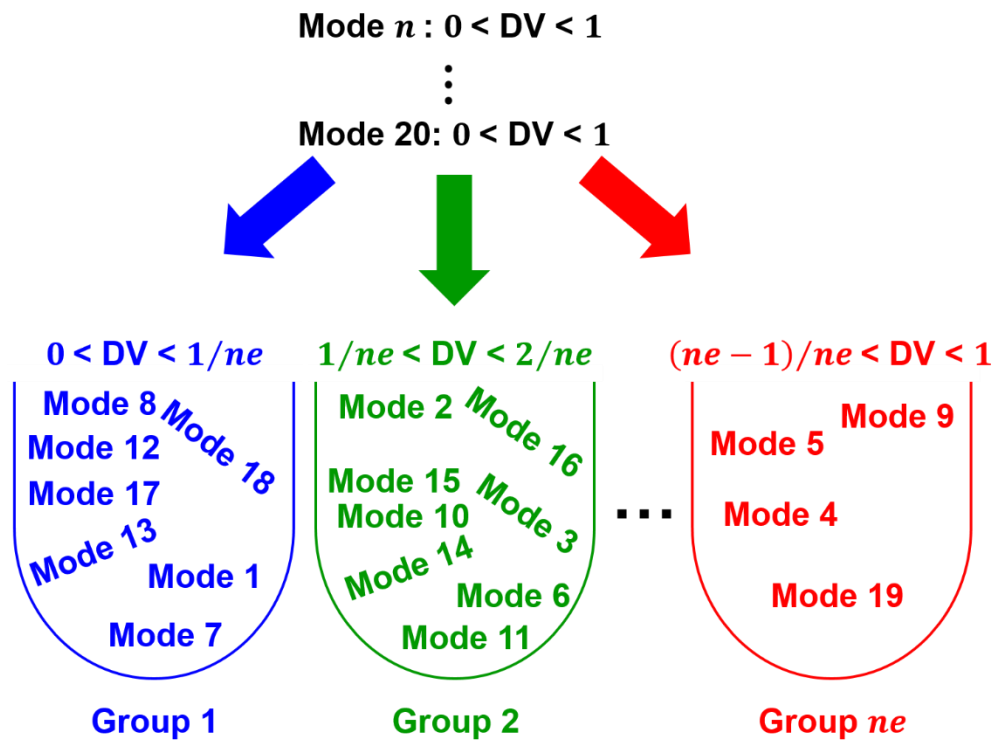 Mode n : 0 < DV < 1
⋮
Mode 20: 0 < DV < 1
0 < DV < 1/ne
Mode 8
Mode 18
Mode 12
Mode 17
Mode 13
Mode 1
Mode 7
Group 1
1/ne < DV < 2/ne
Mode 2
Mode 16
Mode 15
Mode 3
Mode 10
Mode 14
Mode 6
Mode 11
Group 2
...
(ne − 1)/ne < DV < 1
Mode 9
Mode 5
Mode 4
Mode 19
Group ne